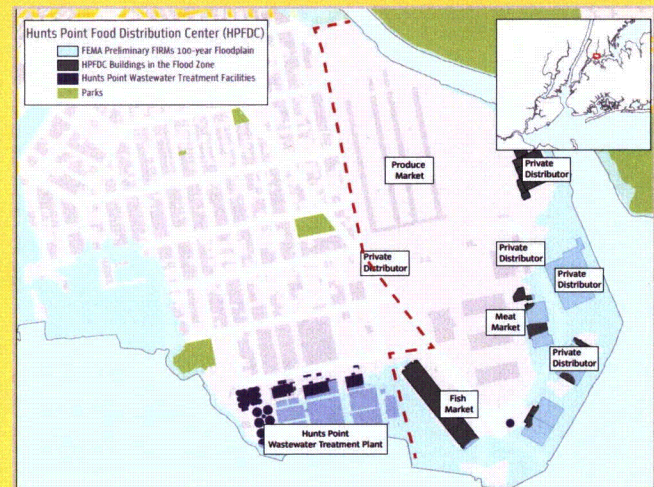 Hunts Point Food Distribution Center (HPFDC)
FEMA Preliminary FIRMs 100-year Floodplain
HPFDC Buildings in the Flood Zone
Hunts Point Wastewater Treatment Facilities
Parks
Produce
Market
Private
Distributor
Private
Distributor
Private
Distributor
Private
Distributor
Meat
Market
Private
Distributor
Fish
Market
Hunts Point
Wastewater Treatment Plant